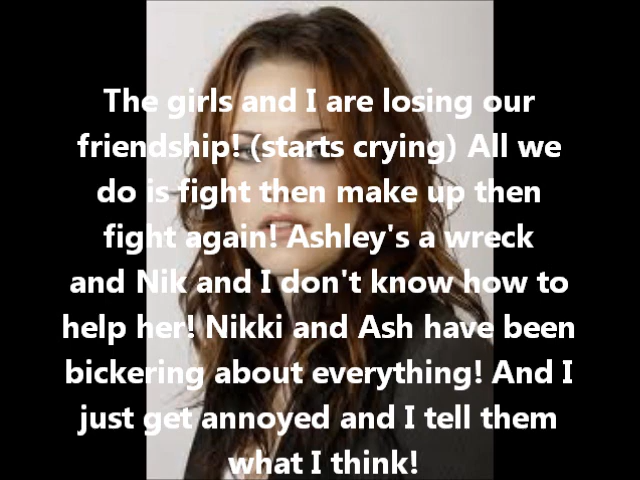 The girls and I are losing our
friendship! (starts crying) All we
do is fight then make up then
fight again! Ashley's a wreck
and Nik and I don't know how to
help her! Nikki and Ash have been
bickering about everything! And I
just get annoyed and I tell them
what I think!